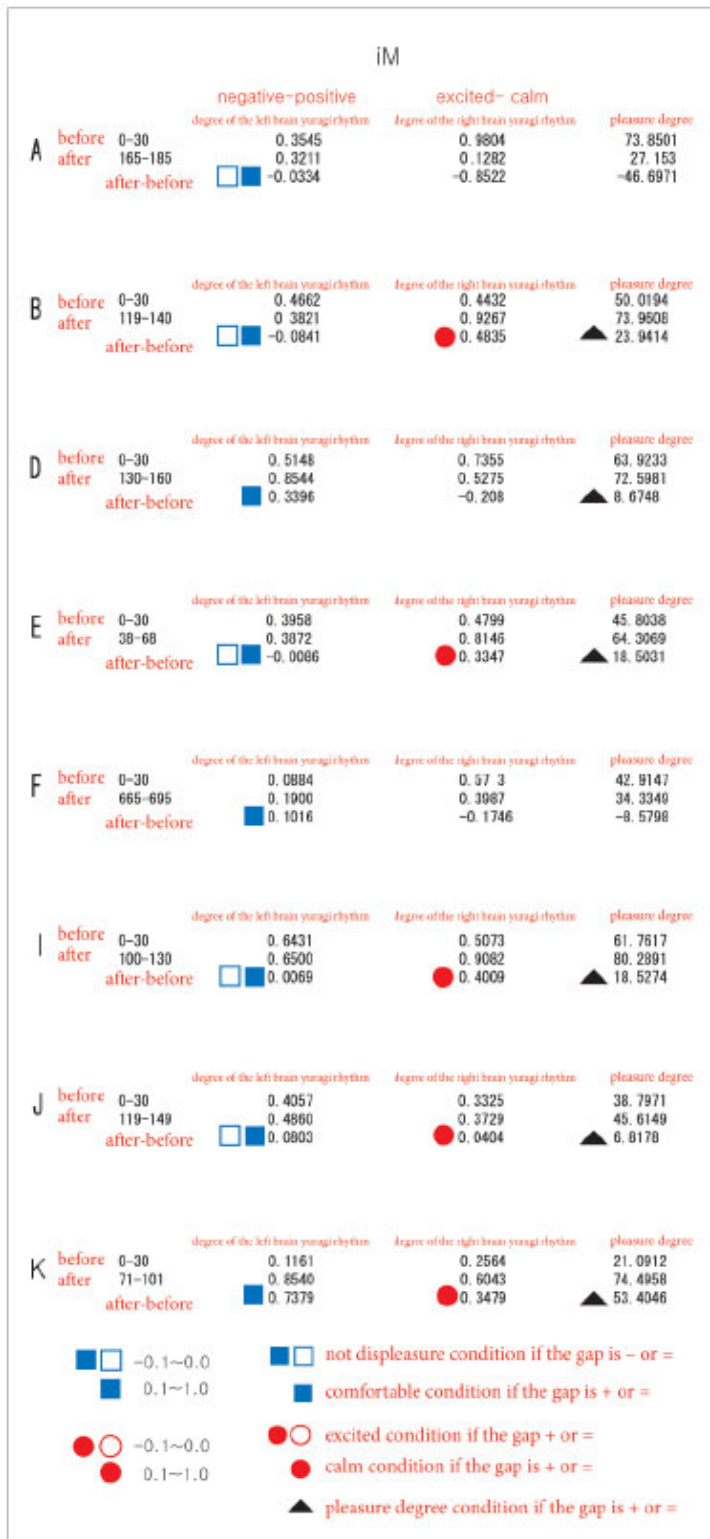 iM
negative-positive excited- calm
degree of the left brain yuragi rhythm degree of the right brain yuragi rhythm pleasure degree
A before 0-30 0.3545 0.9804 73.8501
after 165-185 0.3211 0.1282 27.153
after-before -0.0334 -0.8522 -46.6971
degree of the left brain yuragi rhythm degree of the right brain yuragi rhythm pleasure degree
B before 0-30 0.4662 0.4432 50.0194
after 119-140 0 3821 0.9267 73.9608
after-before -0.0841 0.4835 23.9414
degree of the left brain yuragi rhythm degree of the right brain yuragi rhythm pleasure degree
D before 0-30 0.5148 0.7355 63.9233
after 130-160 0.8544 0.5275 72.5981
after-before 0.3396 -0.208 8.6748
degree of the left brain yuragi rhythm degree of the right brain yuragi rhythm pleasure degree
E before 0-30 0.3958 0.4799 45.8038
after 38-68 0.3872 0.8146 64.3069
after-before -0.0086 0.3347 18.5031
degree of the left brain yuragi rhythm degree of the right brain yuragi rhythm pleasure degree
F before 0-30 0.0884 0.57 3 42.9147
after 665-695 0.1900 0.3987 34.3349
after-before 0.1016 -0.1746 -8.5798
degree of the left brain yuragi rhythm degree of the right brain yuragi rhythm pleasure degree
I before 0-30 0.6431 0.5073 61.7617
after 100-130 0.6500 0.9082 80.2891
after-before 0.0069 0.4009 18.5274
degree of the left brain yuragi rhythm degree of the right brain yuragi rhythm pleasure degree
J before 0-30 0.4057 0.3325 38.7971
after 119-149 0.4860 0.3729 45.6149
after-before 0.0803 0.0404 6.8178
degree of the left brain yuragi rhythm degree of the right brain yuragi rhythm pleasure degree
K before 0-30 0.1161 0.2564 21.0912
after 71-101 0.8540 0.6043 74.4958
after-before 0.7379 0.3479 53.4046
-0.1~0.0 not displeasure condition if the gap is – or =
0.1~1.0 comfortable condition if the gap is + or =
-0.1~0.0 excited condition if the gap + or =
0.1~1.0 calm condition if the gap is + or =
pleasure degree condition if the gap is + or =